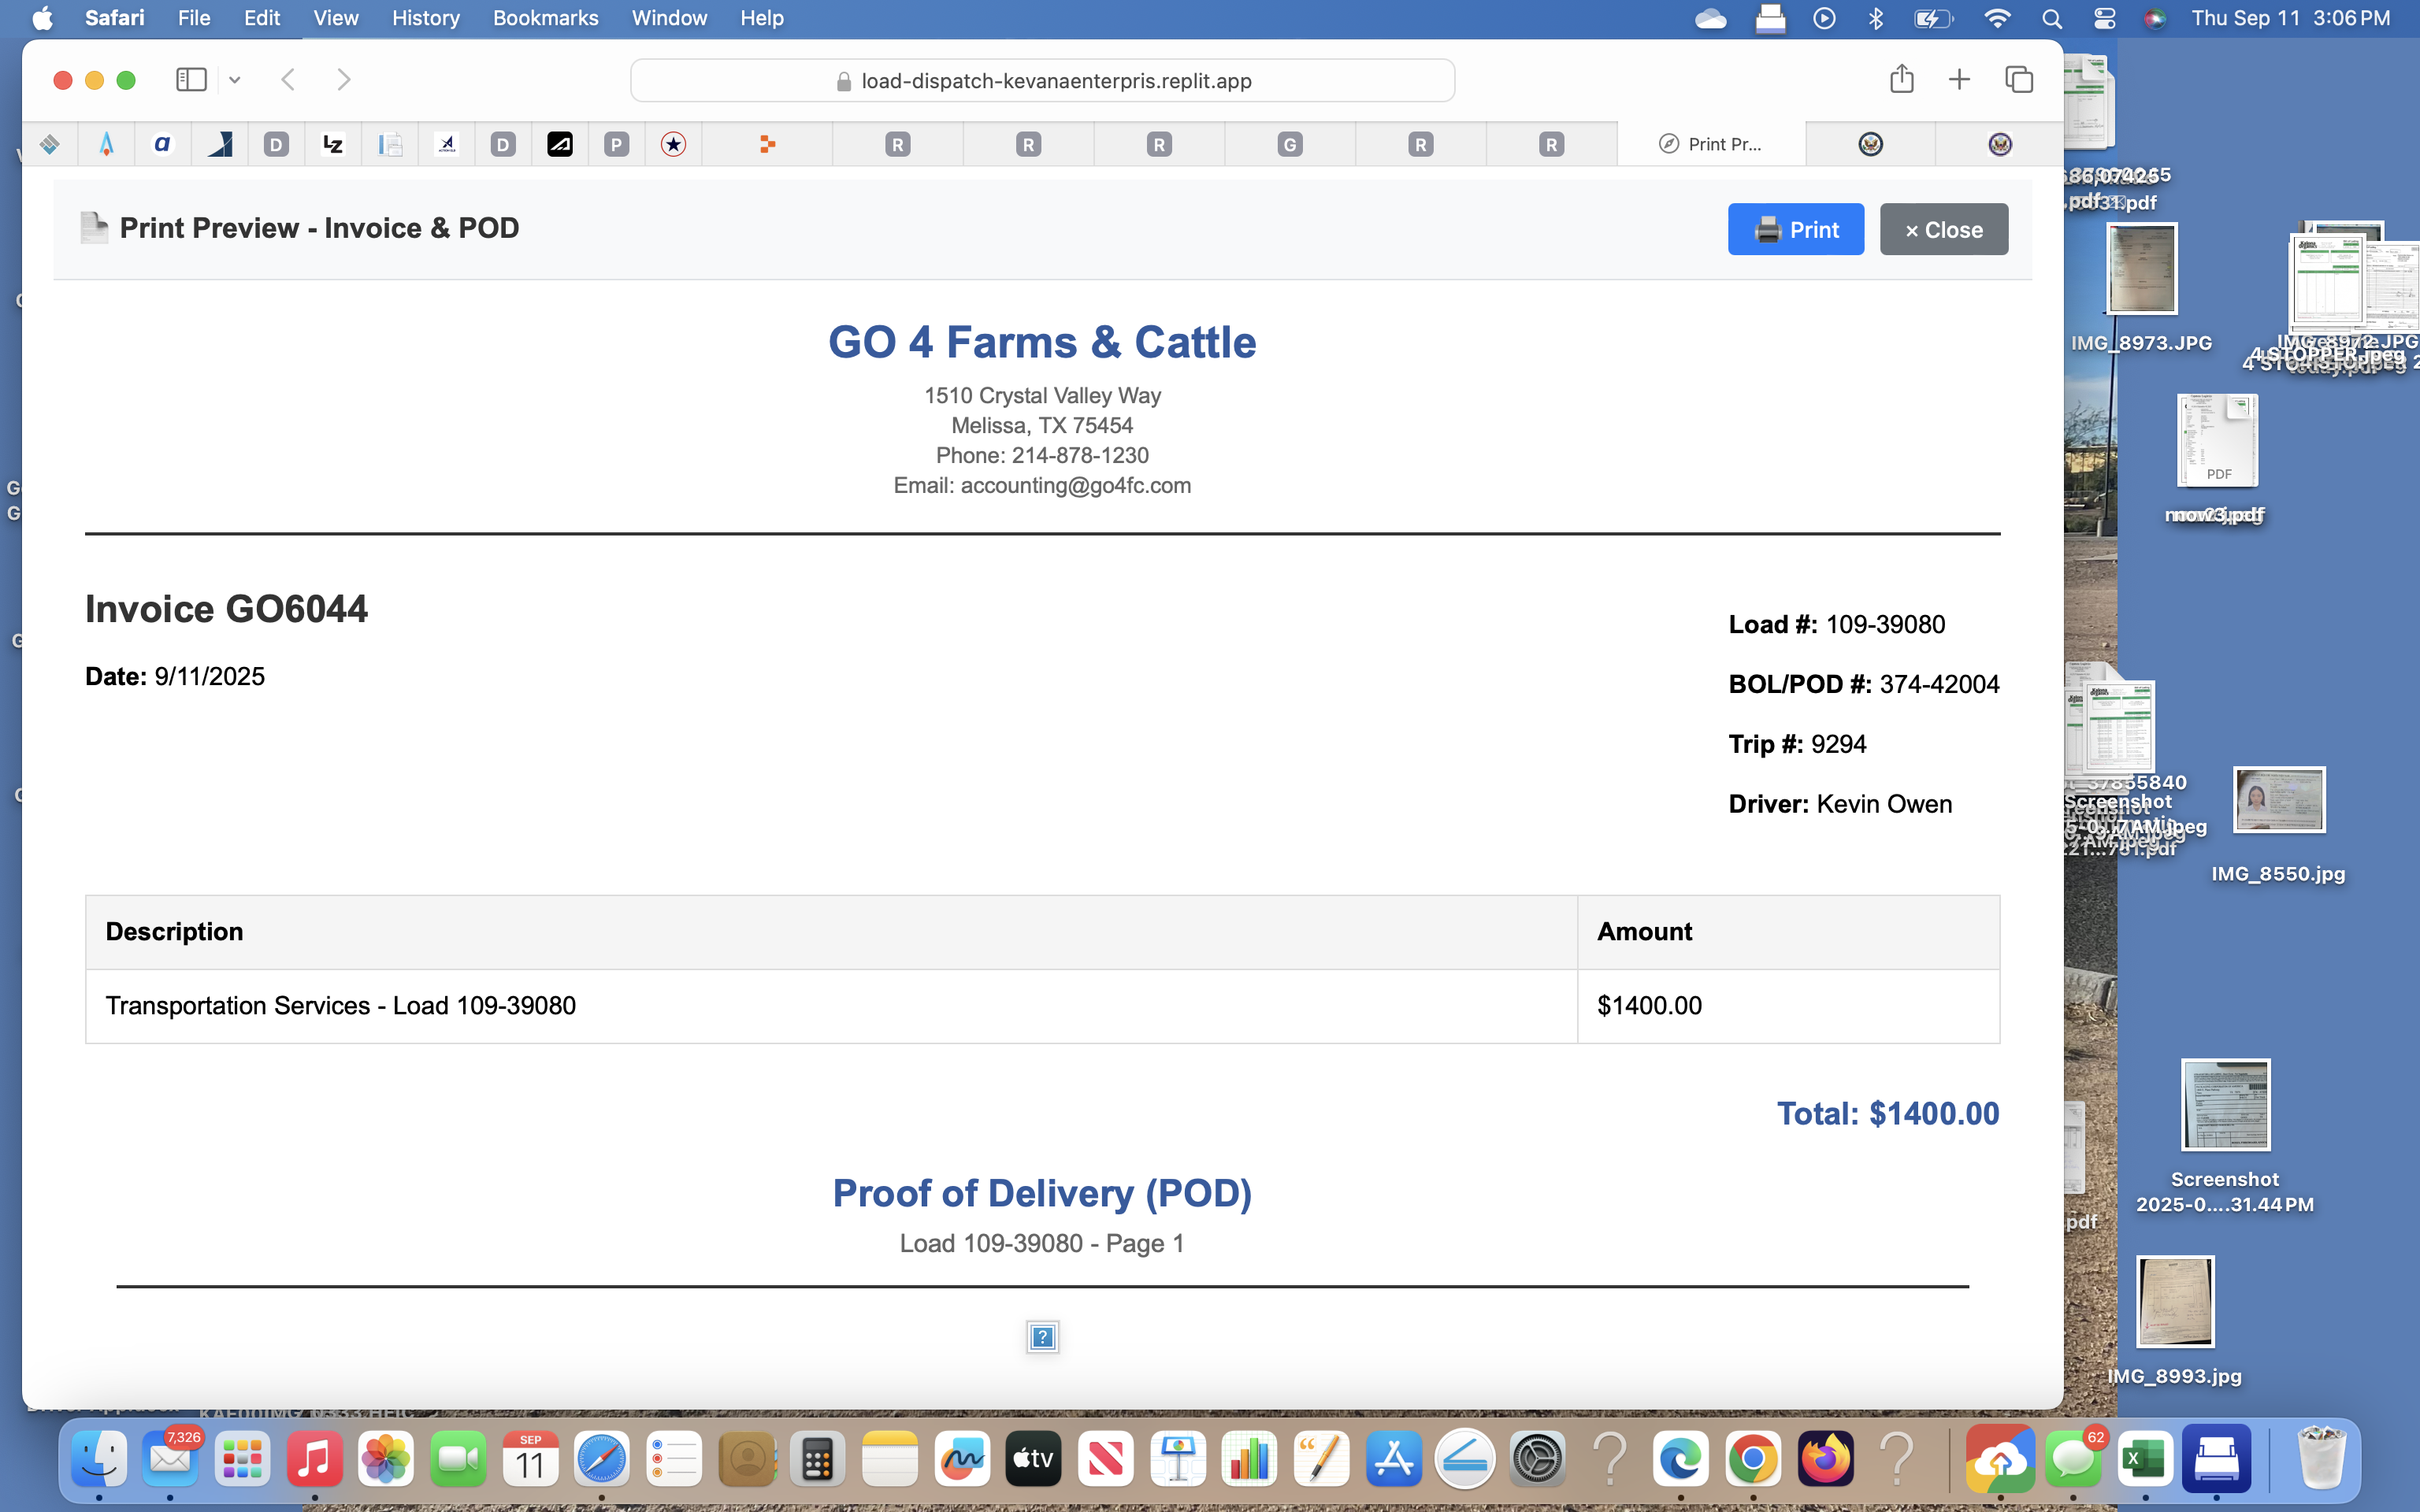 Safari File Edit View History Bookmarks Window Help Thu Sep 11 3:06 PM
load-dispatch-kevanaenterpris.replit.app
a D LZ D P R R R G R R Print Pr...
Print Preview - Invoice & POD
Print
× Close
GO 4 Farms & Cattle
1510 Crystal Valley Way
Melissa, TX 75454
Phone: 214-878-1230
Email: accounting@go4fc.com
Invoice GO6044
Date: 9/11/2025
Load #: 109-39080
BOL/POD #: 374-42004
Trip #: 9294
Driver: Kevin Owen
Description Amount
Transportation Services - Load 109-39080 $1400.00
Total: $1400.00
Proof of Delivery (POD)
Load 109-39080 - Page 1
?
IMG_8973.JPG
IMG_8972.JPG
4 STOPPER.jpeg
PDF
Screenshot
IMG_8550.jpg
Screenshot
2025-0....31.44 PM
.pdf
IMG_8993.jpg
7,326
SEP
11
tv
62